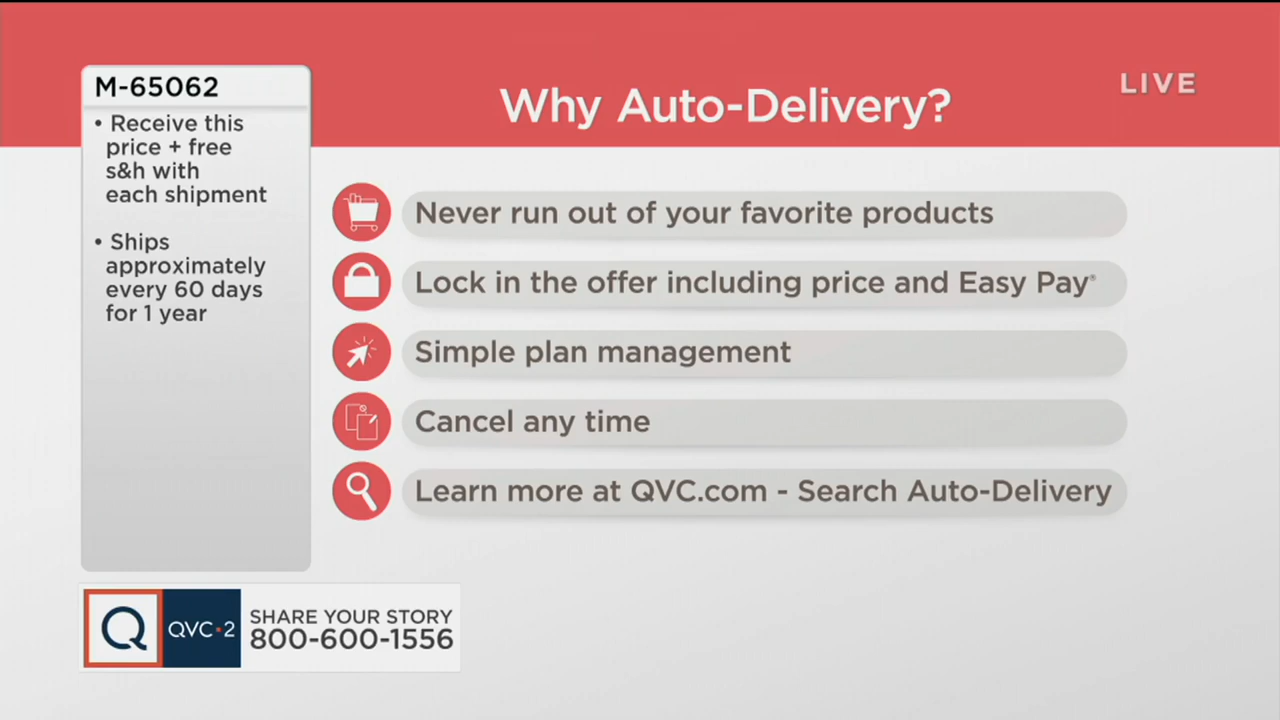 M-65062
• Receive this
price + free
s&h with
each shipment
• Ships
approximately
every 60 days
for 1 year
Why Auto-Delivery?
LIVE
Never run out of your favorite products
Lock in the offer including price and Easy Pay®
Simple plan management
Cancel any time
Learn more at QVC.com - Search Auto-Delivery
Q
QVC•2
SHARE YOUR STORY
800-600-1556